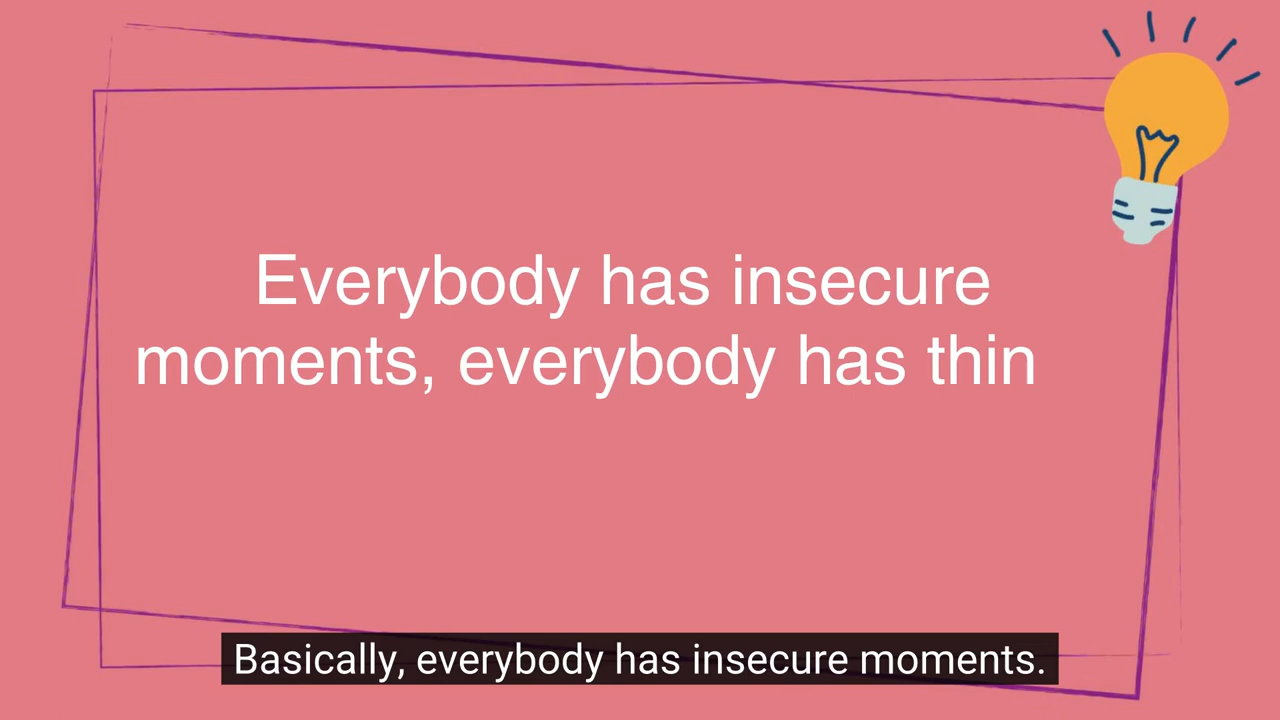 Everybody has insecure
moments, everybody has thin
Basically, everybody has insecure moments.